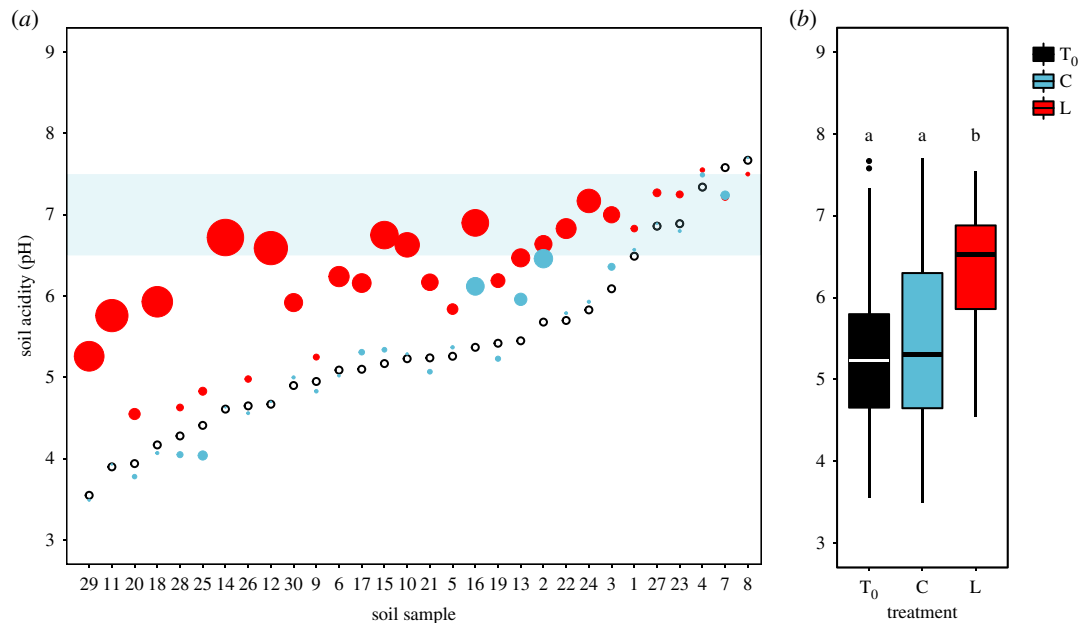 (a)
9
8
7
6
5
4
3
soil acidity (pH)
29 11 20 18 28 25 14 26 12 30 9 6 17 15 10 21 5 16 19 13 2 22 24 3 1 27 23 4 7 8
soil sample
(b)
9
8
7
6
5
4
3
a a b
T0 C L
treatment
T0
C
L